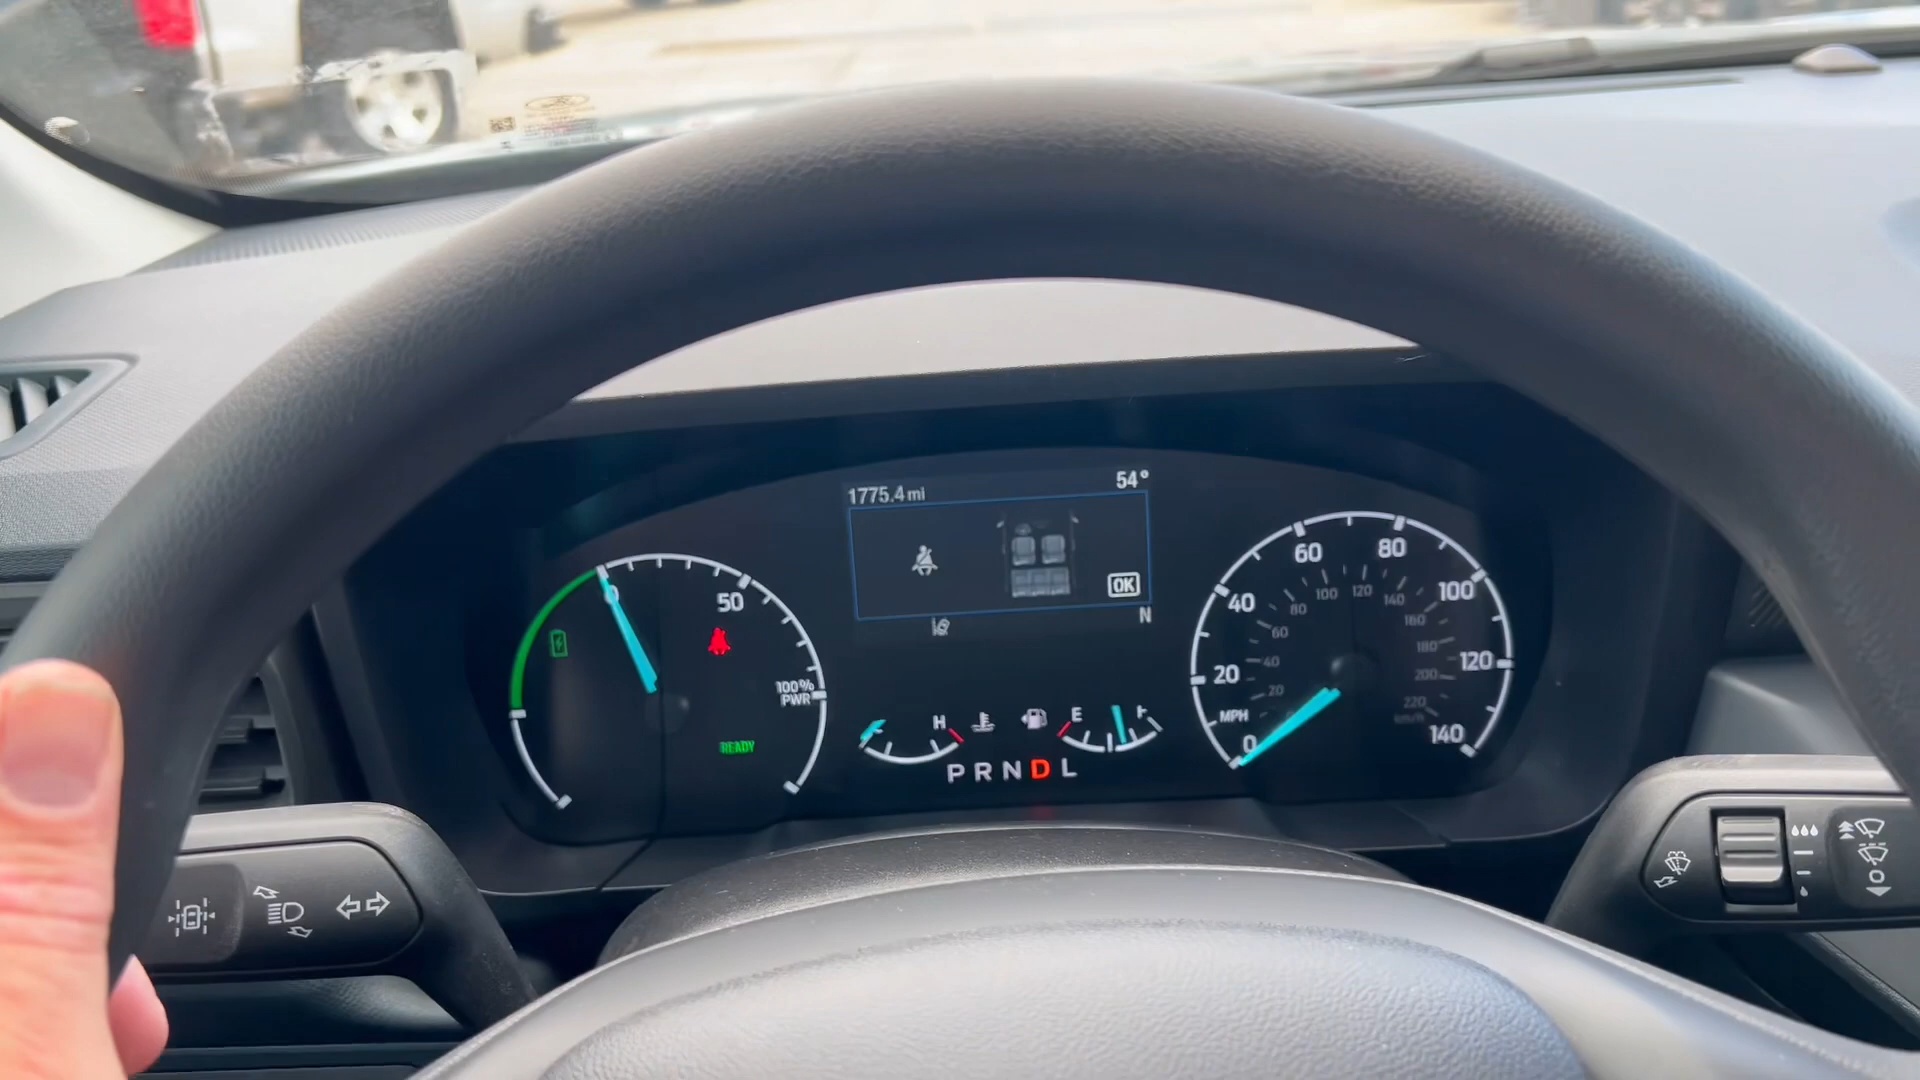 1775.4 mi 54°
OK
N
0 50
100%
PWR
READY
H E F
P R N D L
MPH
0 20 40 60 80 100 120 140
20 40 60 80 100 120 140 160 180 200 220
km/h
O